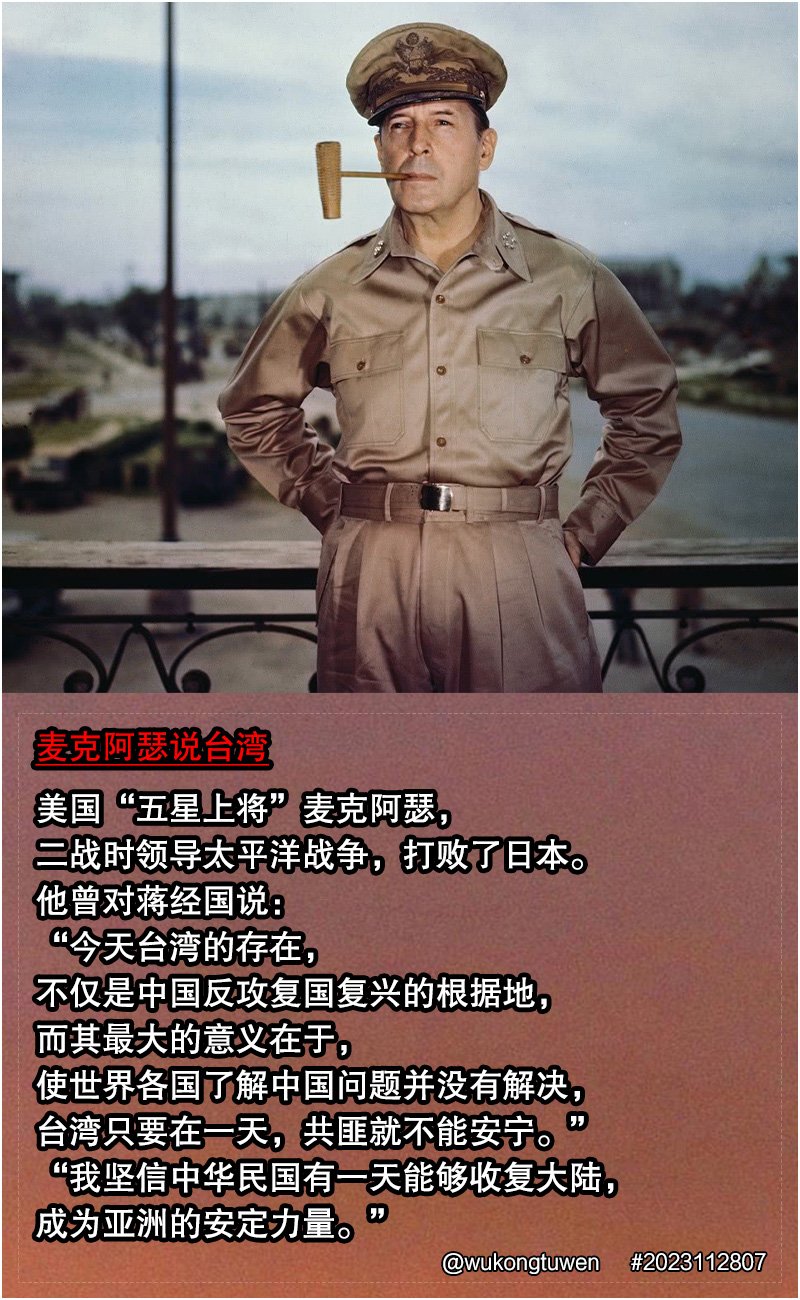 麦克阿瑟说台湾
美国“五星上将”麦克阿瑟，
二战时领导太平洋战争，打败了日本。
他曾对蒋经国说：
“今天台湾的存在，
不仅是中国反攻复国复兴的根据地，
而其最大的意义在于，
使世界各国了解中国问题并没有解决，
台湾只要在一天，共匪就不能安宁。”
“我坚信中华民国有一天能够收复大陆，
成为亚洲的安定力量。”
@wukongtuwen #2023112807